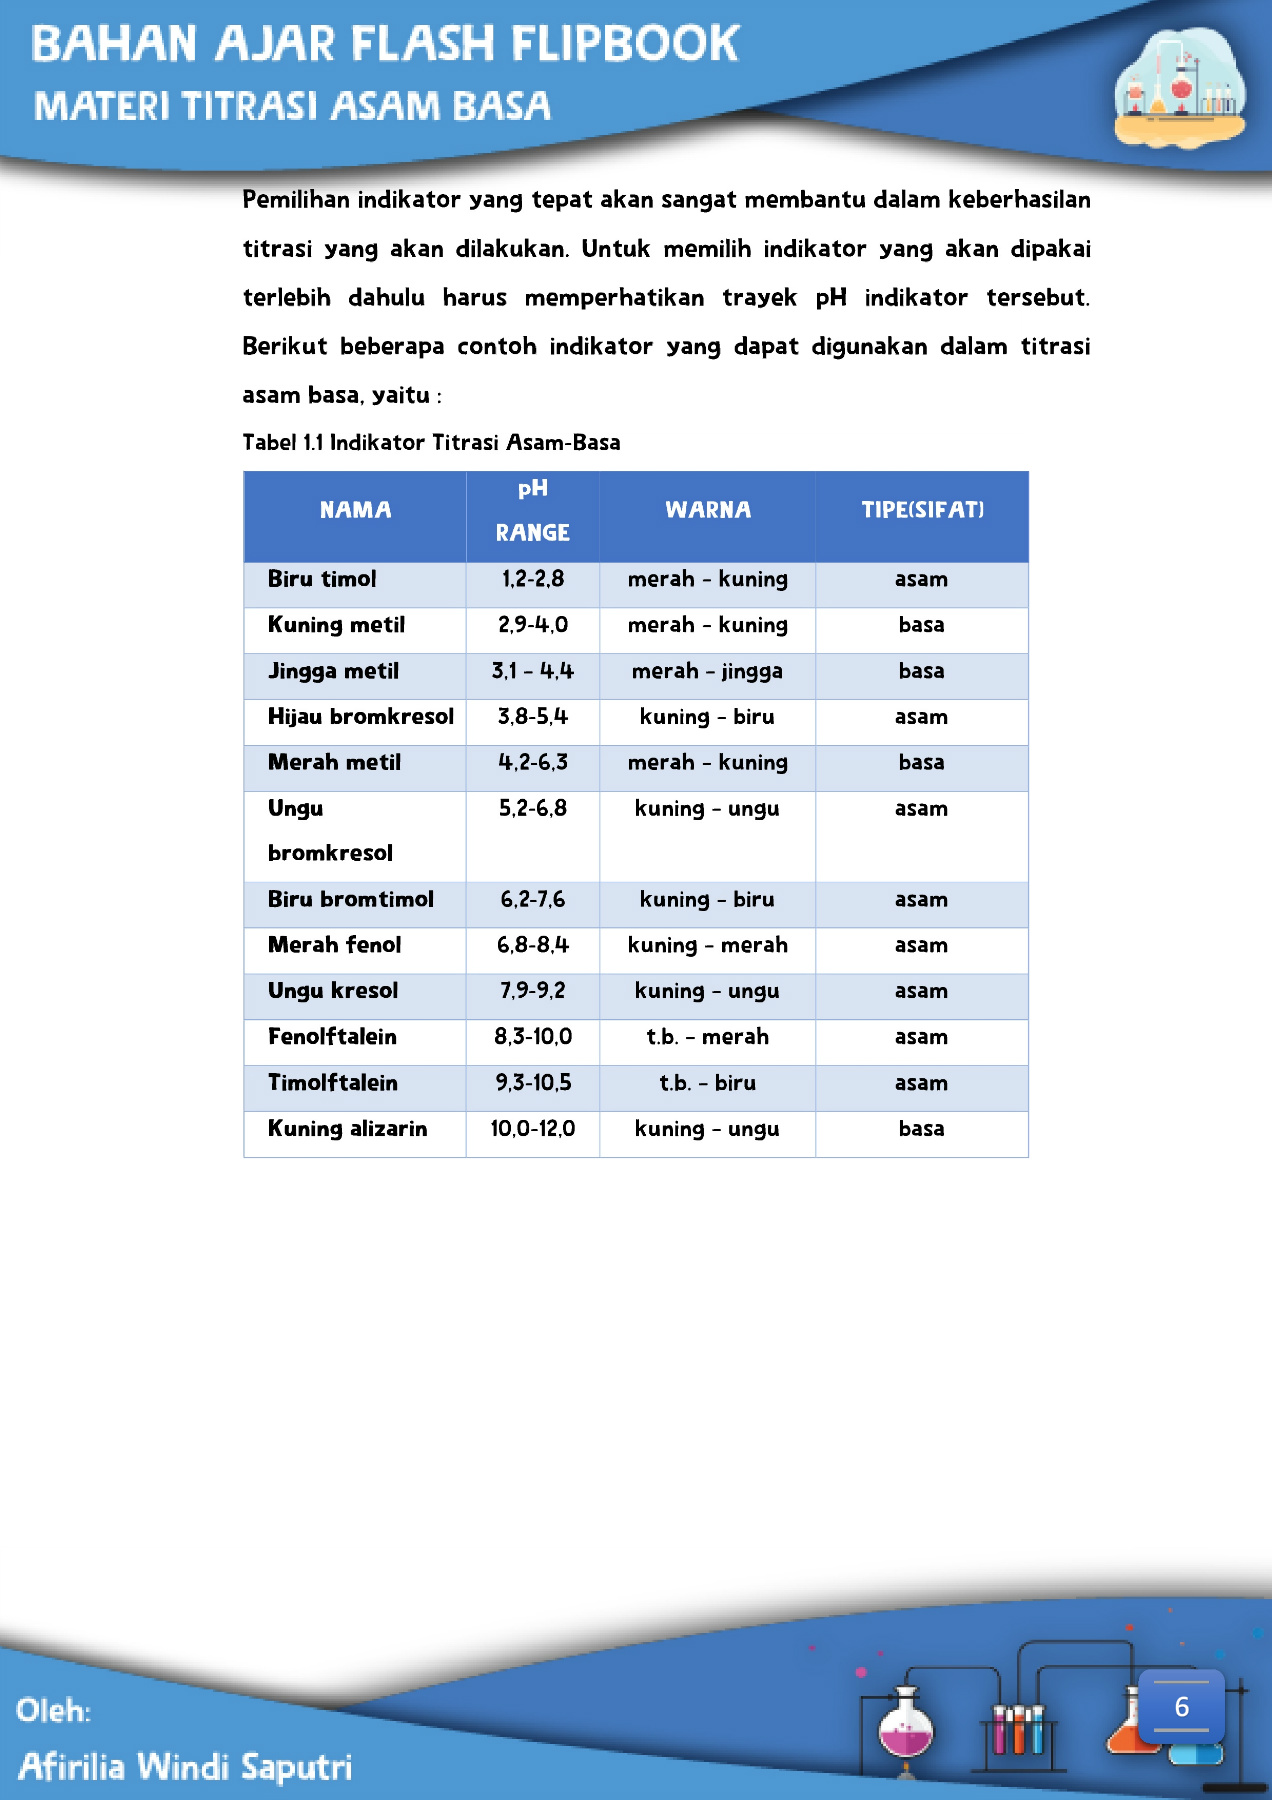 BAHAN AJAR FLASH FLIPBOOK
MATERI TITRASI ASAM BASA
Pemilihan indikator yang tepat akan sangat membantu dalam keberhasilan
titrasi yang akan dilakukan. Untuk memilih indikator yang akan dipakai
terlebih dahulu harus memperhatikan trayek pH indikator tersebut.
Berikut beberapa contoh indikator yang dapat digunakan dalam titrasi
asam basa, yaitu :
Tabel 1.1 Indikator Titrasi Asam-Basa
NAMA pH RANGE WARNA TIPE(SIFAT)
Biru timol 1,2-2,8 merah – kuning asam
Kuning metil 2,9-4,0 merah – kuning basa
Jingga metil 3,1 – 4,4 merah – jingga basa
Hijau bromkresol 3,8-5,4 kuning – biru asam
Merah metil 4,2-6,3 merah – kuning basa
Ungu bromkresol 5,2-6,8 kuning – ungu asam
Biru bromtimol 6,2-7,6 kuning – biru asam
Merah fenol 6,8-8,4 kuning – merah asam
Ungu kresol 7,9-9,2 kuning – ungu asam
Fenolftalein 8,3-10,0 t.b. – merah asam
Timolftalein 9,3-10,5 t.b. – biru asam
Kuning alizarin 10,0-12,0 kuning – ungu basa
6
Oleh:
Afirilia Windi Saputri